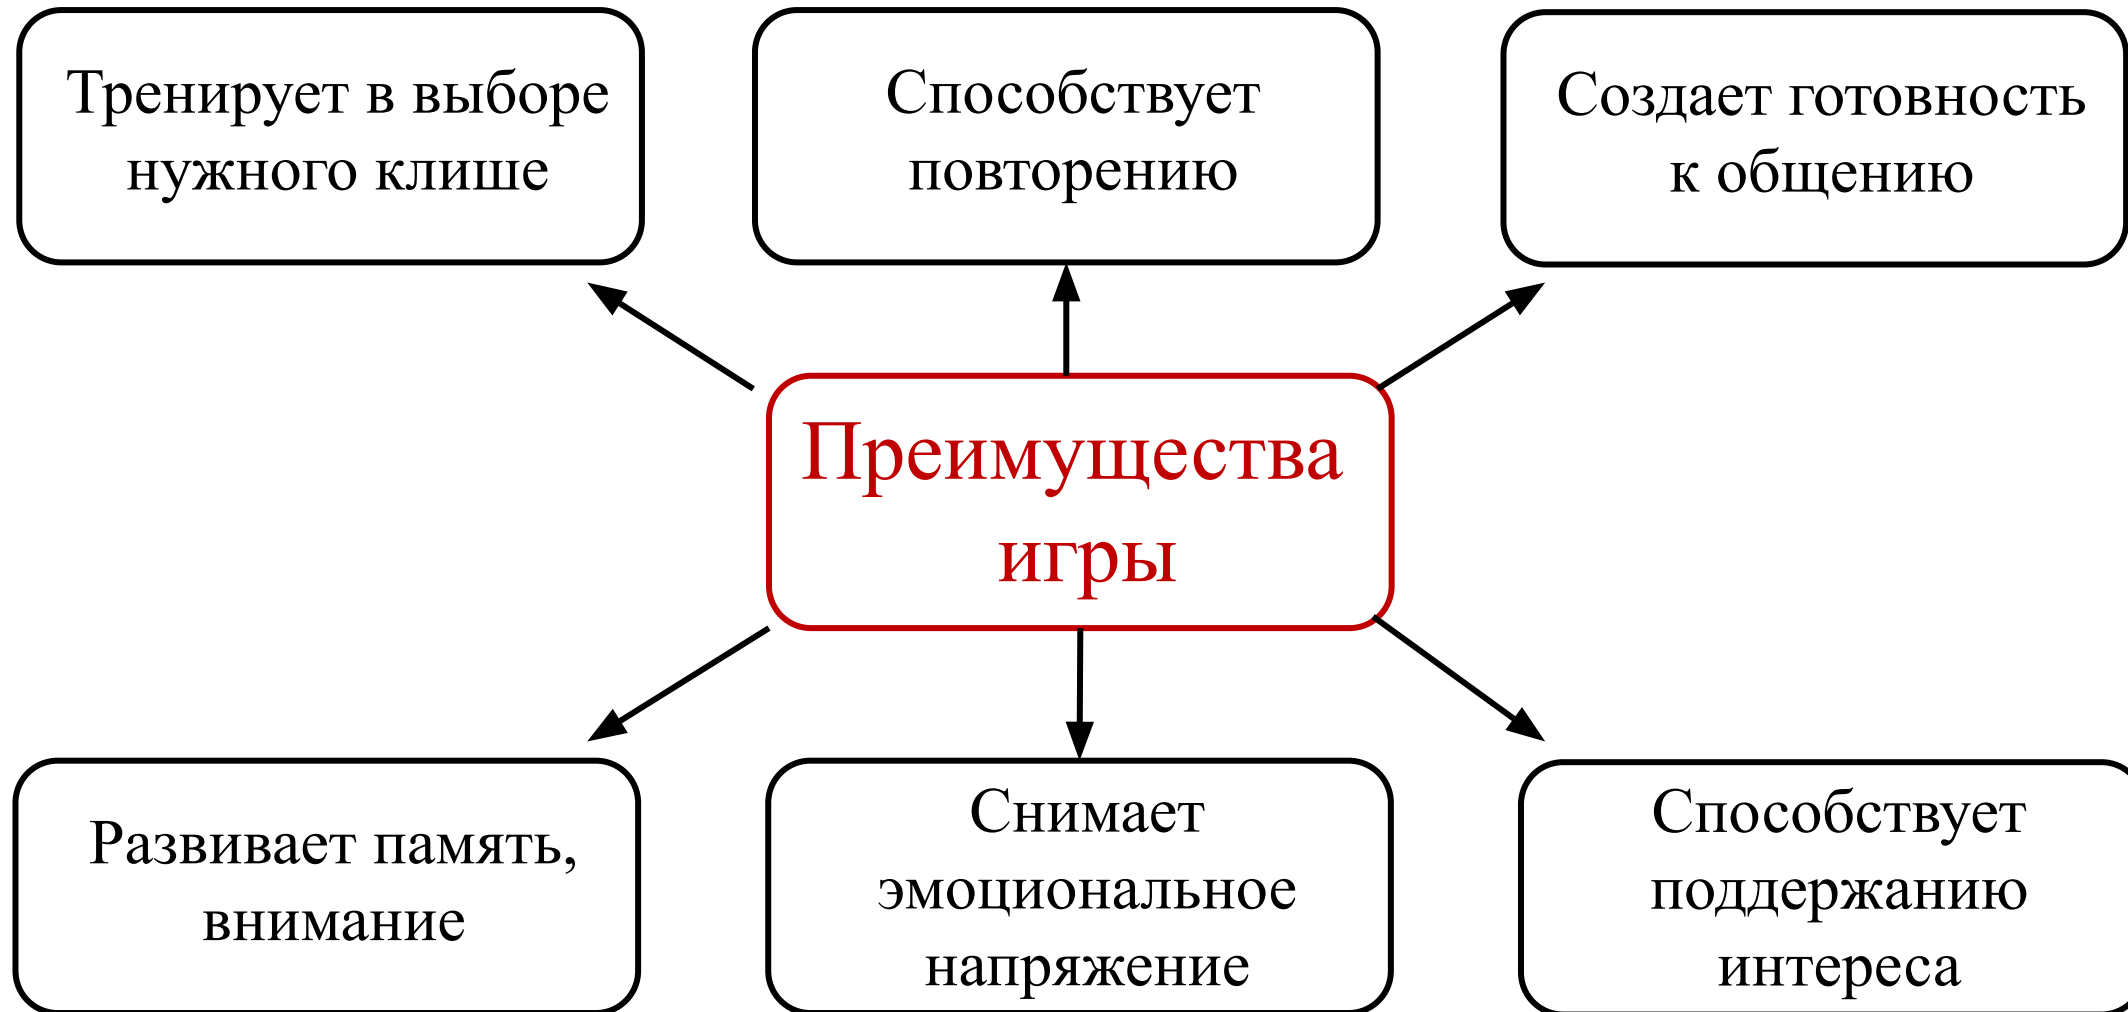 Тренирует в выборе
нужного клише
Способствует
повторению
Создает готовность
к общению
Преимущества
игры
Развивает память,
внимание
Снимает
эмоциональное
напряжение
Способствует
поддержанию
интереса